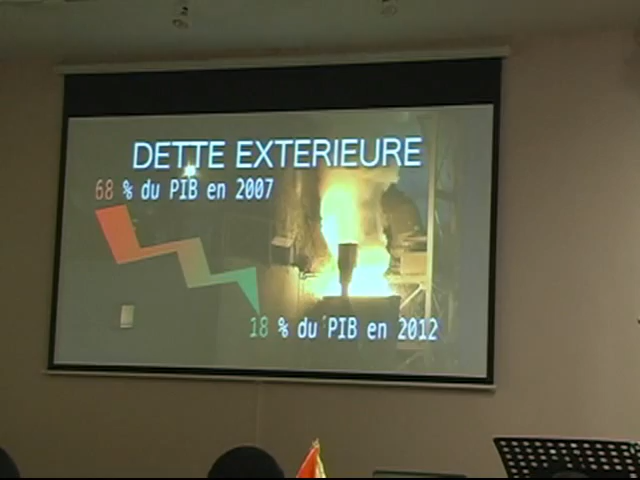 DETTE EXTERIEURE
68 % du PIB en 2007
18 % du PIB en 2012